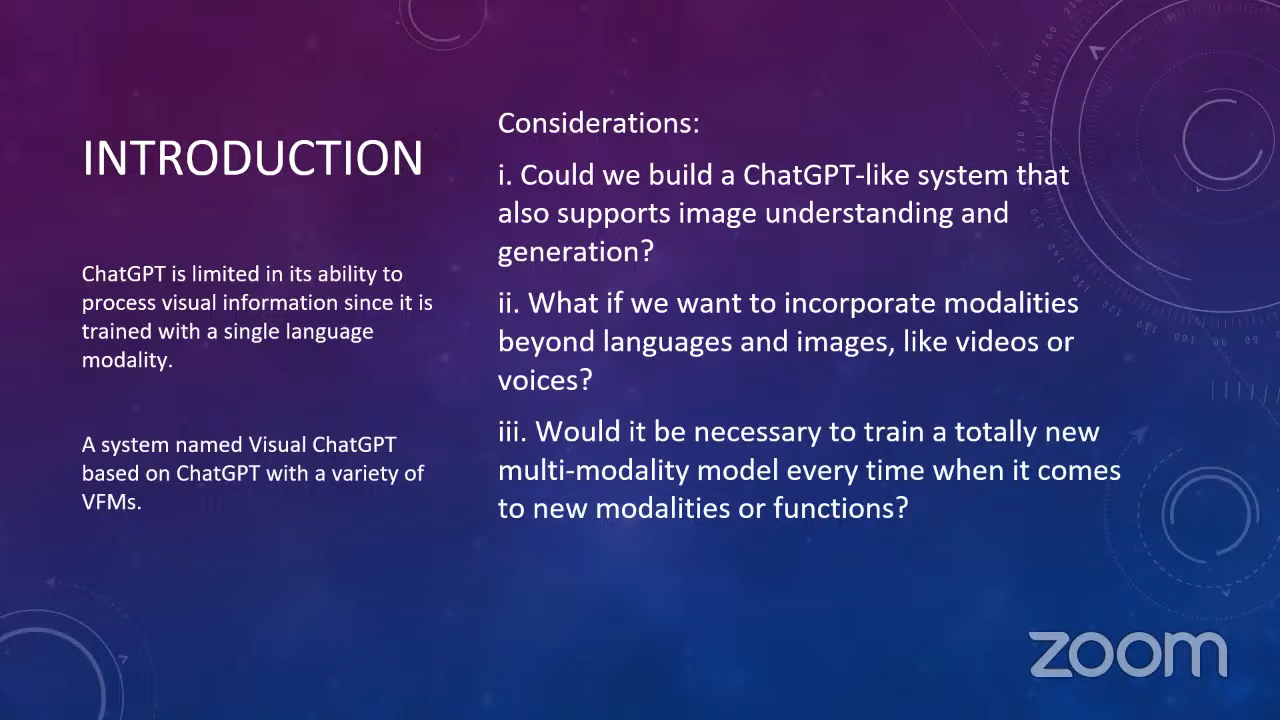 INTRODUCTION
ChatGPT is limited in its ability to
process visual information since it is
trained with a single language
modality.
A system named Visual ChatGPT
based on ChatGPT with a variety of
VFMs.
Considerations:
i. Could we build a ChatGPT-like system that
also supports image understanding and
generation?
ii. What if we want to incorporate modalities
beyond languages and images, like videos or
voices?
iii. Would it be necessary to train a totally new
multi-modality model every time when it comes
to new modalities or functions?
zoom